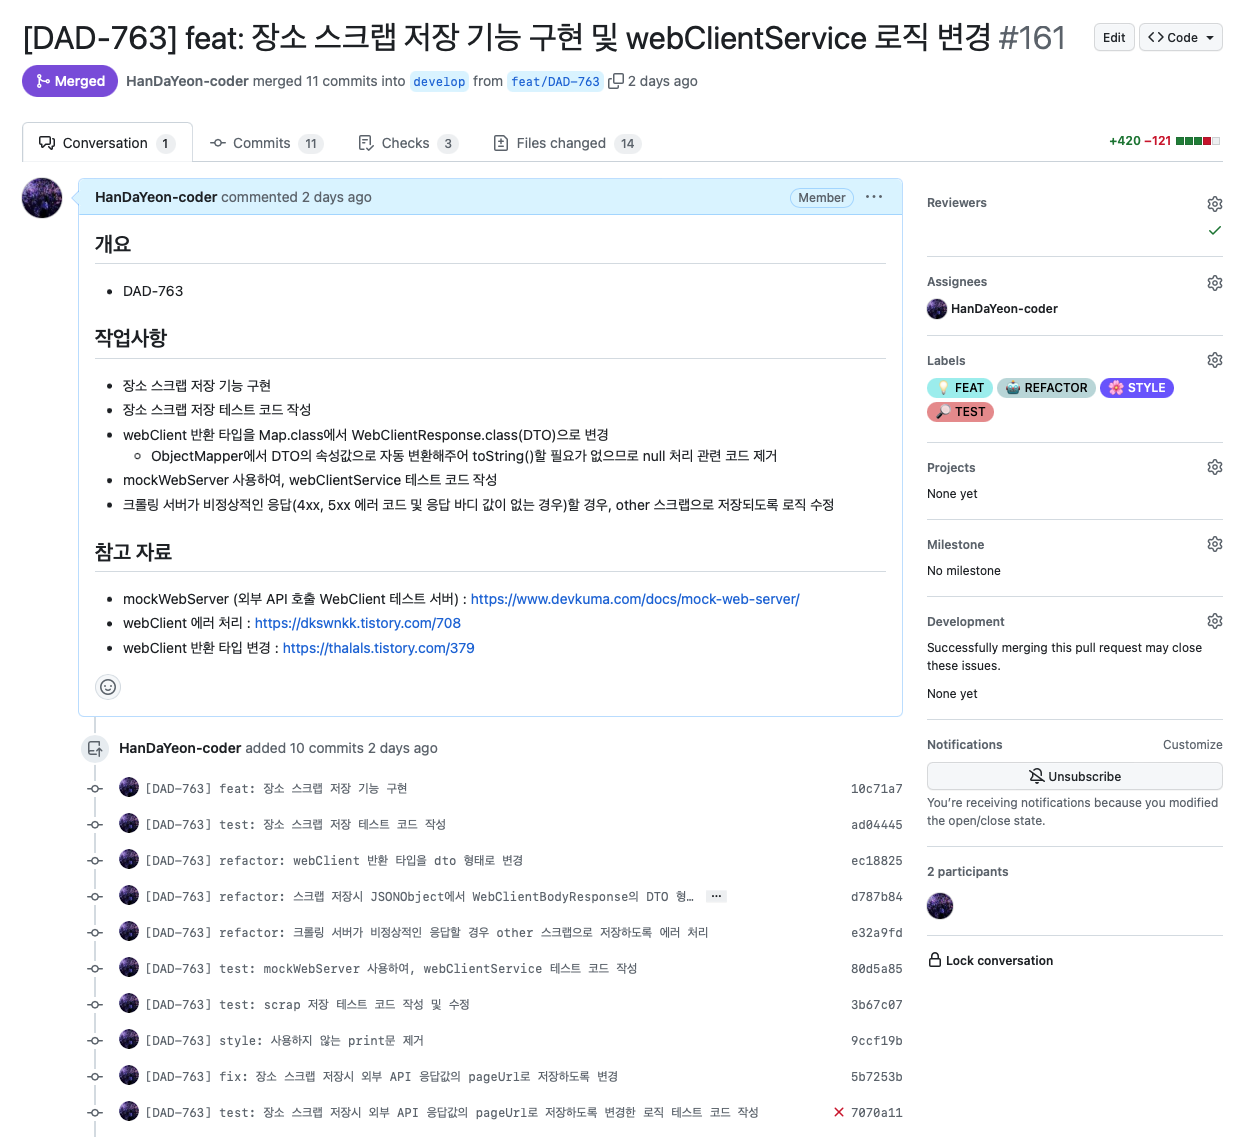 [DAD-763] feat: 장소 스크랩 저장 기능 구현 및 webClientService 로직 변경 #161
Edit
Code
Merged
HanDaYeon-coder merged 11 commits into develop from feat/DAD-763 2 days ago
Conversation 1
Commits 11
Checks 3
Files changed 14
+420 −121
HanDaYeon-coder commented 2 days ago
Member
개요
DAD-763
작업사항
장소 스크랩 저장 기능 구현
장소 스크랩 저장 테스트 코드 작성
webClient 반환 타입을 Map.class에서 WebClientResponse.class(DTO)으로 변경
ObjectMapper에서 DTO의 속성값으로 자동 변환해주어 toString()할 필요가 없으므로 null 처리 관련 코드 제거
mockWebServer 사용하여, webClientService 테스트 코드 작성
크롤링 서버가 비정상적인 응답(4xx, 5xx 에러 코드 및 응답 바디 값이 없는 경우)할 경우, other 스크랩으로 저장되도록 로직 수정
참고 자료
mockWebServer (외부 API 호출 WebClient 테스트 서버) : https://www.devkuma.com/docs/mock-web-server/
webClient 에러 처리 : https://dkswnkk.tistory.com/708
webClient 반환 타입 변경 : https://thalals.tistory.com/379
HanDaYeon-coder added 10 commits 2 days ago
[DAD-763] feat: 장소 스크랩 저장 기능 구현 10c71a7
[DAD-763] test: 장소 스크랩 저장 테스트 코드 작성 ad04445
[DAD-763] refactor: webClient 반환 타입을 dto 형태로 변경 ec18825
[DAD-763] refactor: 스크랩 저장시 JSONObject에서 WebClientBodyResponse의 DTO 형… d787b84
[DAD-763] refactor: 크롤링 서버가 비정상적인 응답할 경우 other 스크랩으로 저장하도록 에러 처리 e32a9fd
[DAD-763] test: mockWebServer 사용하여, webClientService 테스트 코드 작성 80d5a85
[DAD-763] test: scrap 저장 테스트 코드 작성 및 수정 3b67c07
[DAD-763] style: 사용하지 않는 print문 제거 9ccf19b
[DAD-763] fix: 장소 스크랩 저장시 외부 API 응답값의 pageUrl로 저장하도록 변경 5b7253b
[DAD-763] test: 장소 스크랩 저장시 외부 API 응답값의 pageUrl로 저장하도록 변경한 로직 테스트 코드 작성 7070a11
Reviewers
Assignees
HanDaYeon-coder
Labels
FEAT
REFACTOR
STYLE
TEST
Projects
None yet
Milestone
No milestone
Development
Successfully merging this pull request may close
these issues.
None yet
Notifications
Customize
Unsubscribe
You're receiving notifications because you modified
the open/close state.
2 participants
Lock conversation